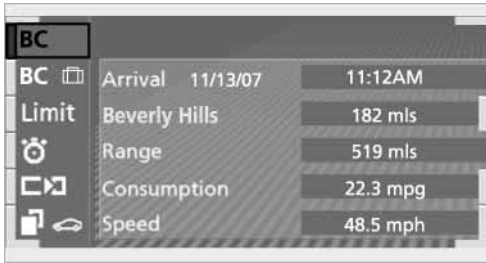 BC
BC
Arrival 11/13/07 11:12AM
Limit
Beverly Hills 182 mls
Range 519 mls
Consumption 22.3 mpg
Speed 48.5 mph